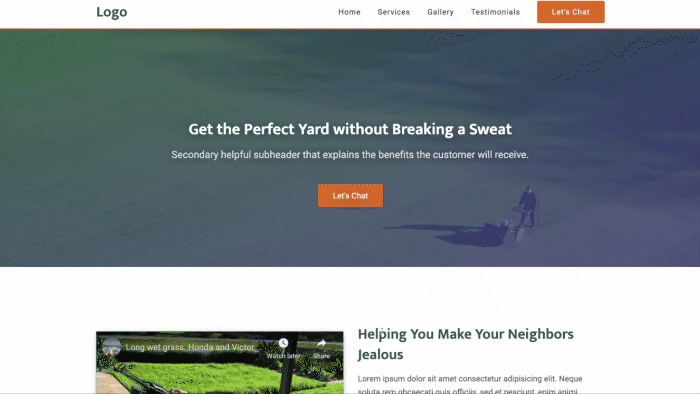 Logo
Home Services Gallery Testimonials Let's Chat
Get the Perfect Yard without Breaking a Sweat
Secondary helpful subheader that explains the benefits the customer will receive.
Let's Chat
Long wet grass. Honda and Victor...
Watch later Share
Helping You Make Your Neighbors
Jealous
Lorem ipsum dolor sit amet consectetur adipisicing elit. Neque
soluta rem obcaecati quis officiis, sed et nesciunt, enim animi